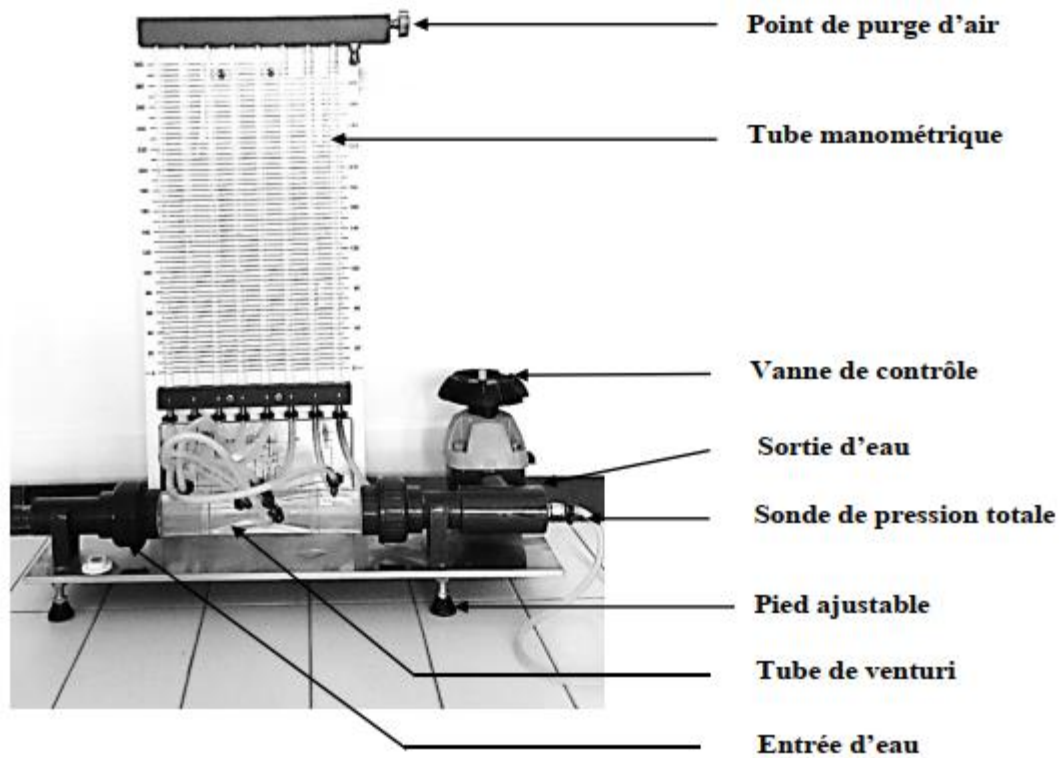 Point de purge d’air
Tube manométrique
Vanne de contrôle
Sortie d’eau
Sonde de pression totale
Pied ajustable
Tube de venturi
Entrée d’eau